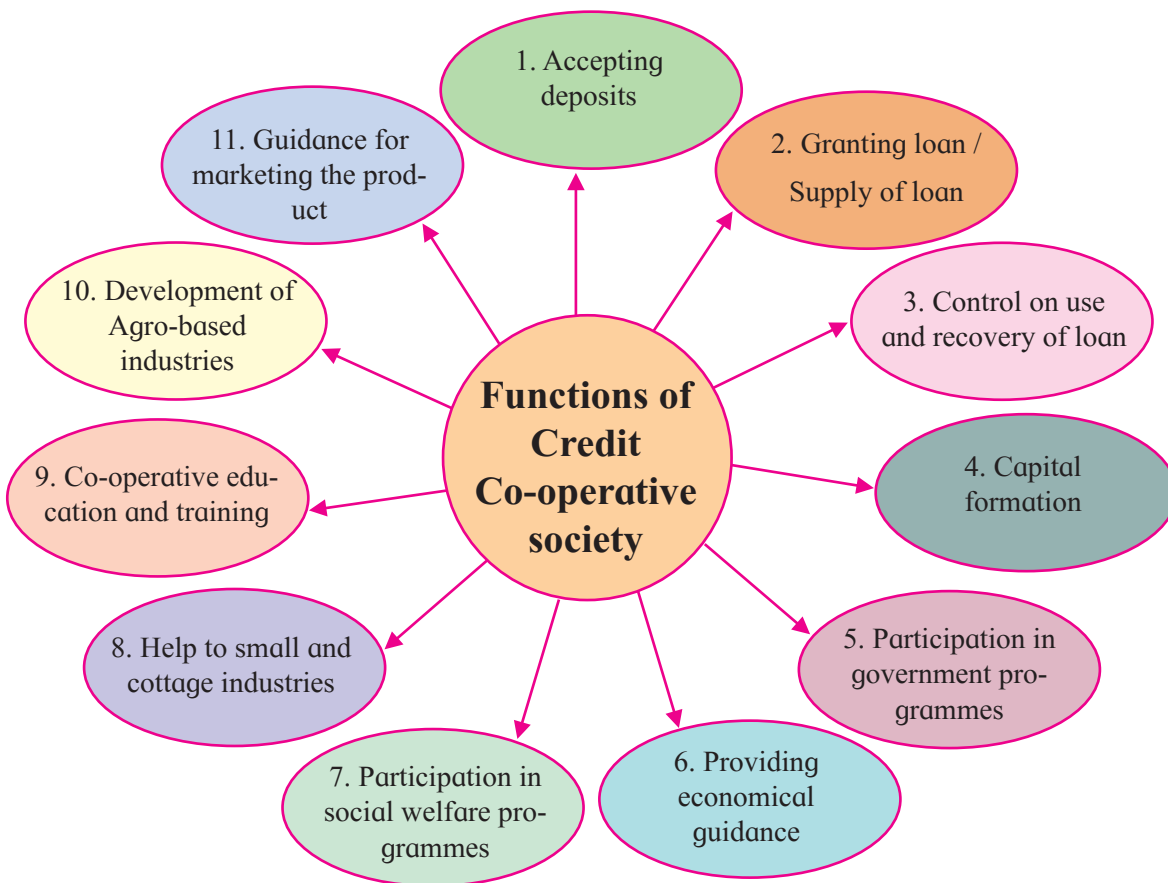 Functions of
Credit
Co-operative
society
1. Accepting
deposits
2. Granting loan /
Supply of loan
3. Control on use
and recovery of loan
4. Capital
formation
5. Participation in
government pro-
grammes
6. Providing
economical
guidance
7. Participation in
social welfare pro-
grammes
8. Help to small and
cottage industries
9. Co-operative edu-
cation and training
10. Development of
Agro-based
industries
11. Guidance for
marketing the prod-
uct